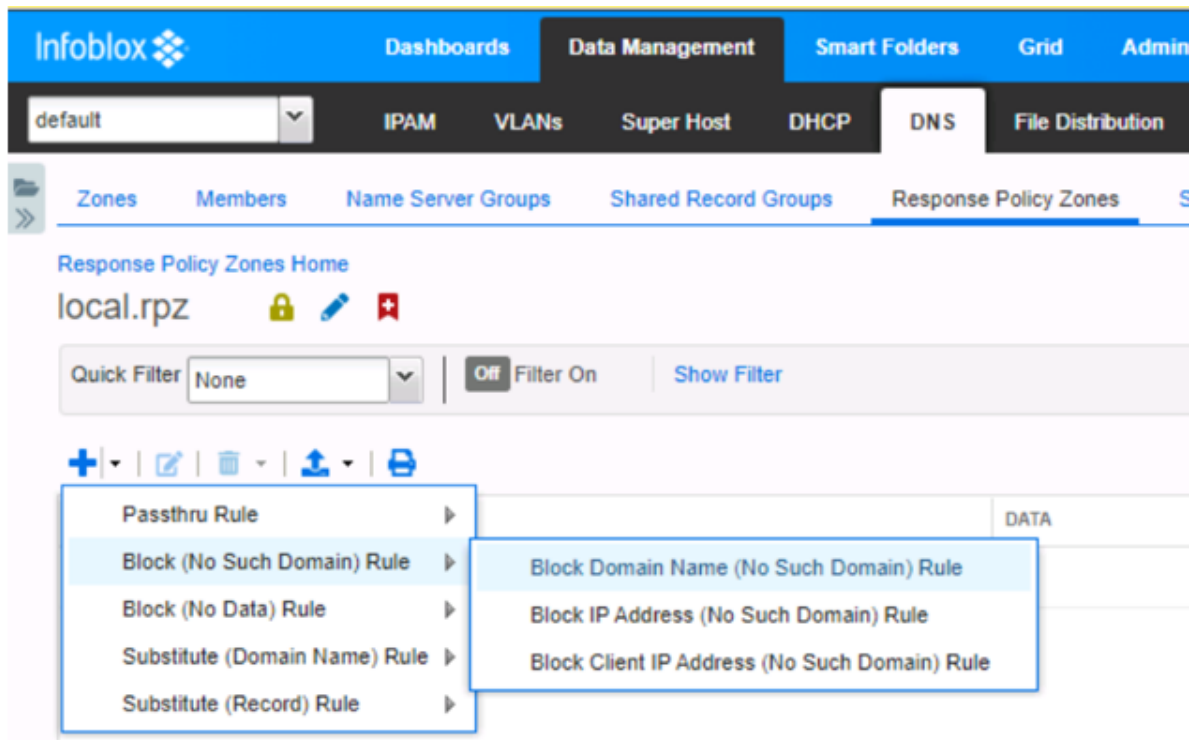 Infoblox Dashboards Data Management Smart Folders Grid Admin
default IPAM VLANs Super Host DHCP DNS File Distribution
Zones Members Name Server Groups Shared Record Groups Response Policy Zones S
Response Policy Zones Home
local.rpz
Quick Filter None Off Filter On Show Filter
DATA
Passthru Rule
Block (No Such Domain) Rule
Block (No Data) Rule
Substitute (Domain Name) Rule
Substitute (Record) Rule
Block Domain Name (No Such Domain) Rule
Block IP Address (No Such Domain) Rule
Block Client IP Address (No Such Domain) Rule